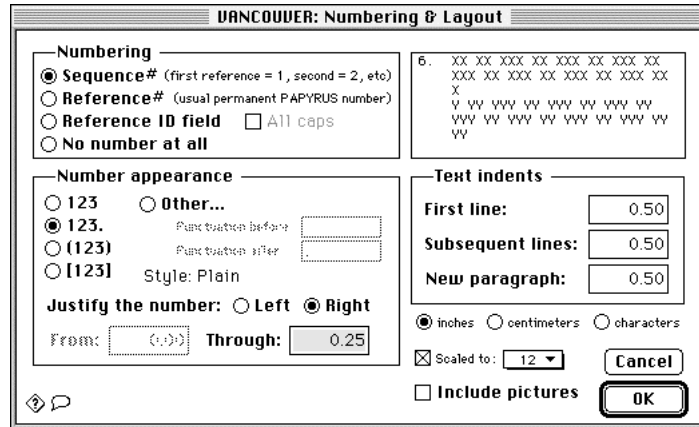 VANCOUVER: Numbering & Layout
Numbering
Sequence# (first reference = 1, second = 2, etc)
Reference# (usual permanent PAPYRUS number)
Reference ID field All caps
No number at all
6. XX XX XXX XX XXX XX XXX XX
XXX XX XXX XX XXX XX XXX XX
X
Y YY YYY YY YYY YY YYY YY
YYY YY YYY YY YYY YY YYY YY
YY
Number appearance
123 Other...
123. Punctuation before
(123) Punctuation after .
[123] Style: Plain
Justify the number: Left Right
From: 0.00 Through: 0.25
Text indents
First line: 0.50
Subsequent lines: 0.50
New paragraph: 0.50
inches centimeters characters
Scaled to: 12
Include pictures
Cancel
OK